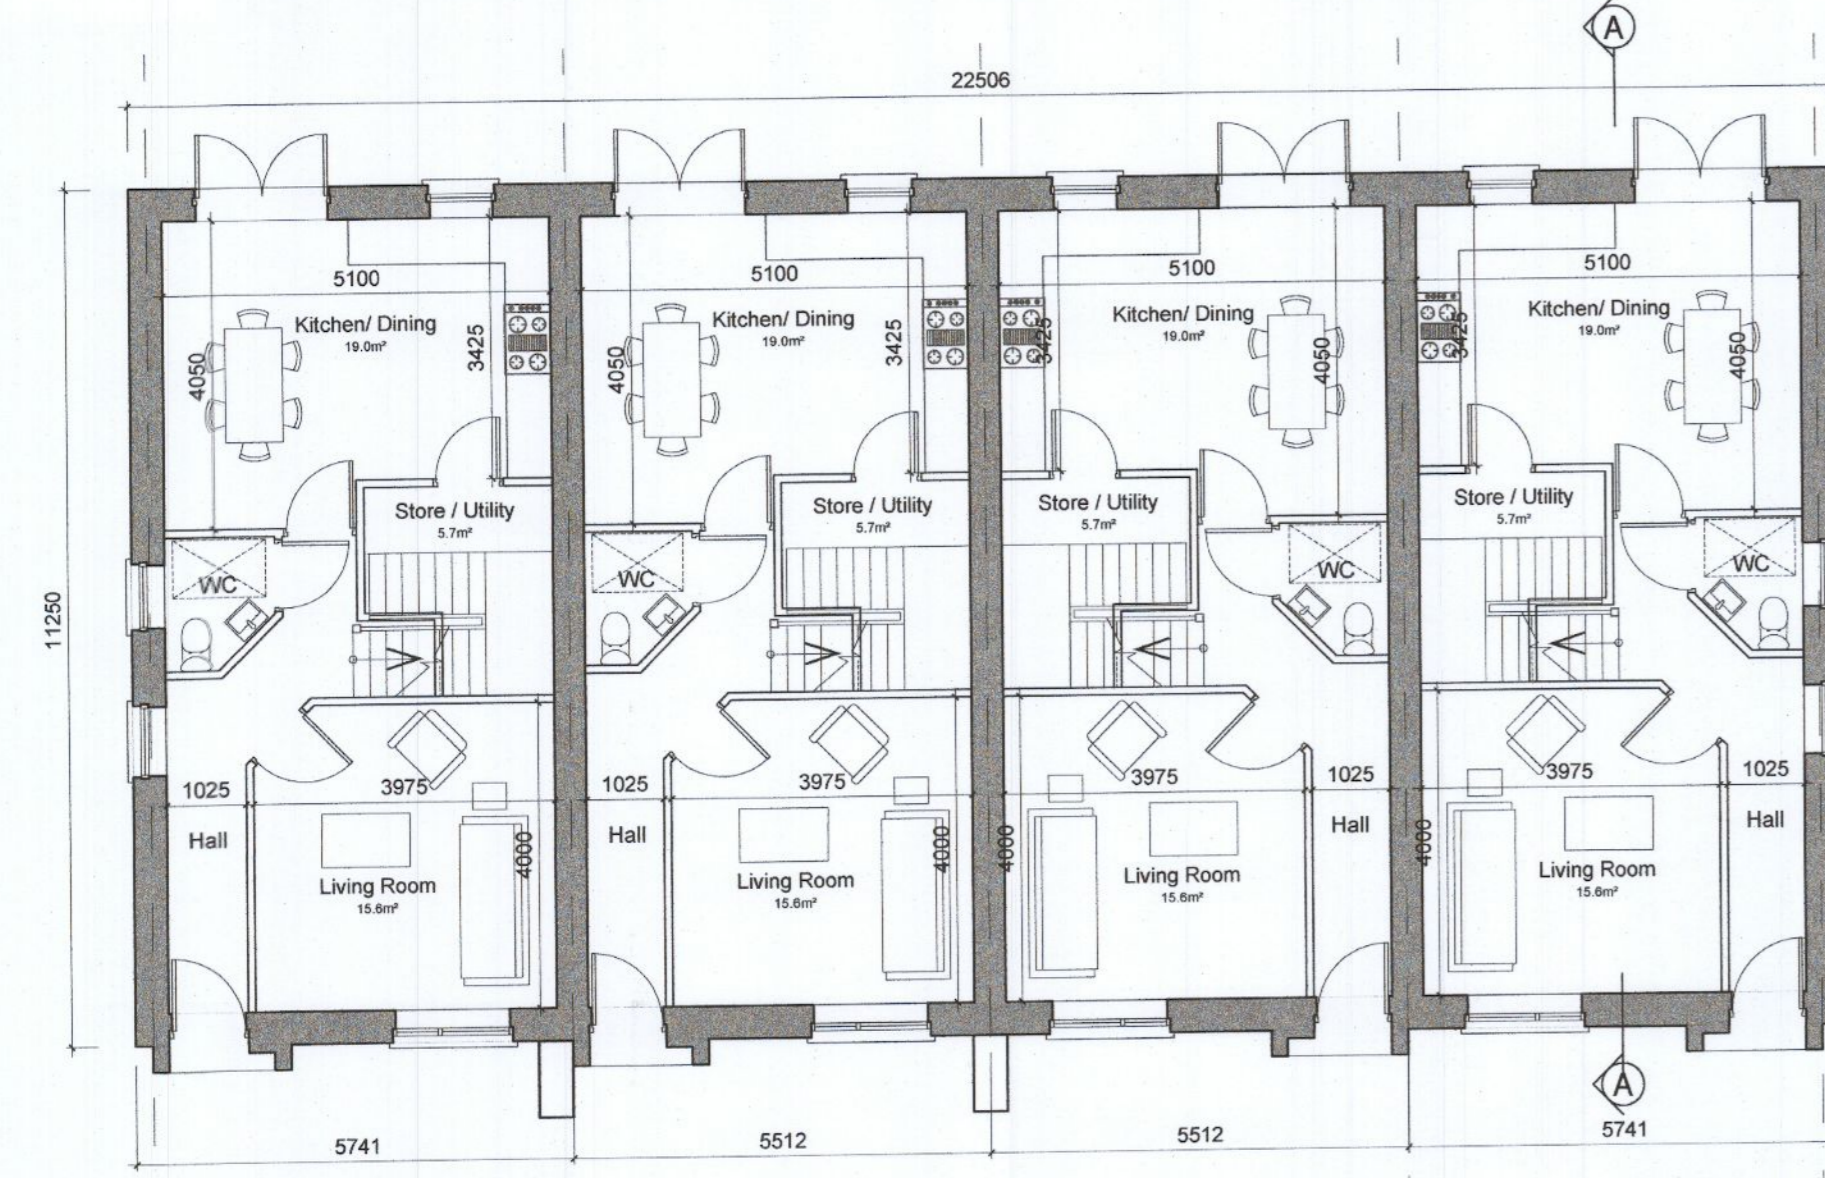 A
22506
5100
5100
5100
5100
Kitchen/ Dining
19.0m²
Kitchen/ Dining
19.0m²
Kitchen/ Dining
19.0m²
Kitchen/ Dining
19.0m²
4050
3425
4050
3425
3425
4050
3425
4050
Store / Utility
5.7m²
Store / Utility
5.7m²
Store / Utility
5.7m²
Store / Utility
5.7m²
WC
WC
WC
WC
11250
1025
3975
1025
3975
3975
1025
3975
1025
Hall
Hall
Hall
Hall
4000
4000
4000
4000
Living Room
15.6m²
Living Room
15.6m²
Living Room
15.6m²
Living Room
15.6m²
A
5741
5512
5512
5741